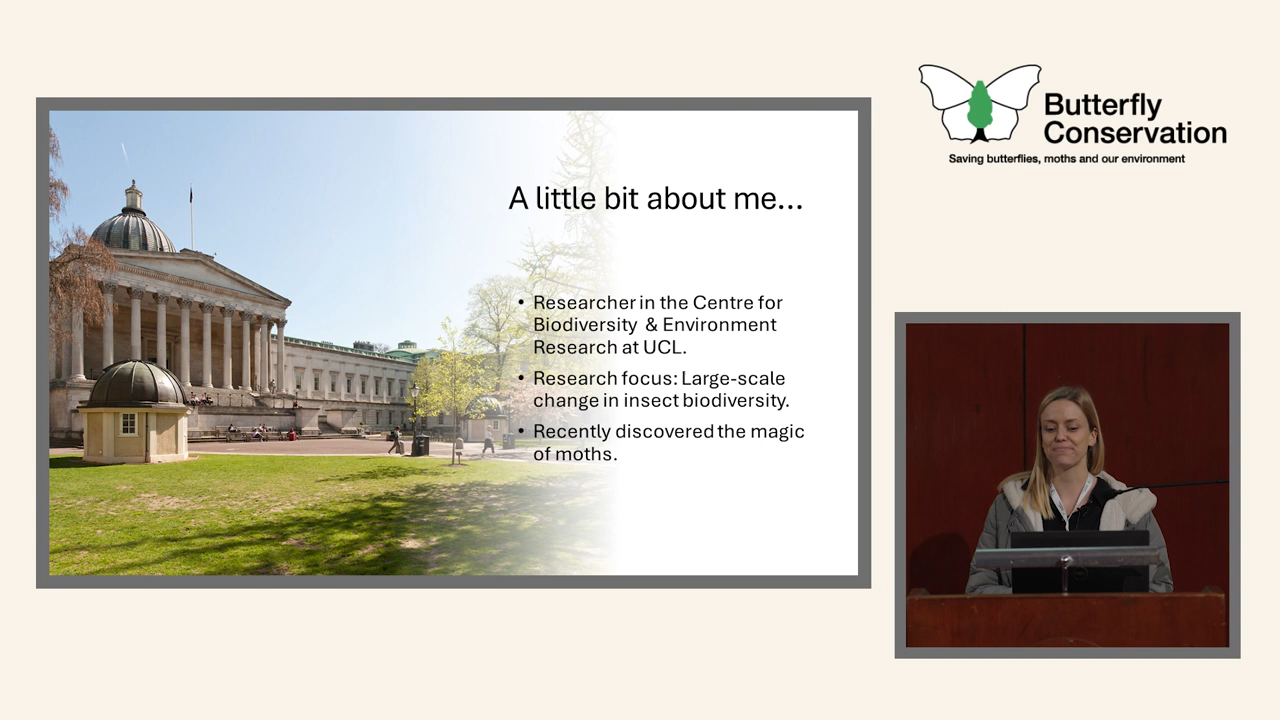 A little bit about me...
• Researcher in the Centre for
Biodiversity & Environment
Research at UCL.
• Research focus: Large-scale
change in insect biodiversity.
• Recently discovered the magic
of moths.
Butterfly
Conservation
Saving butterflies, moths and our environment